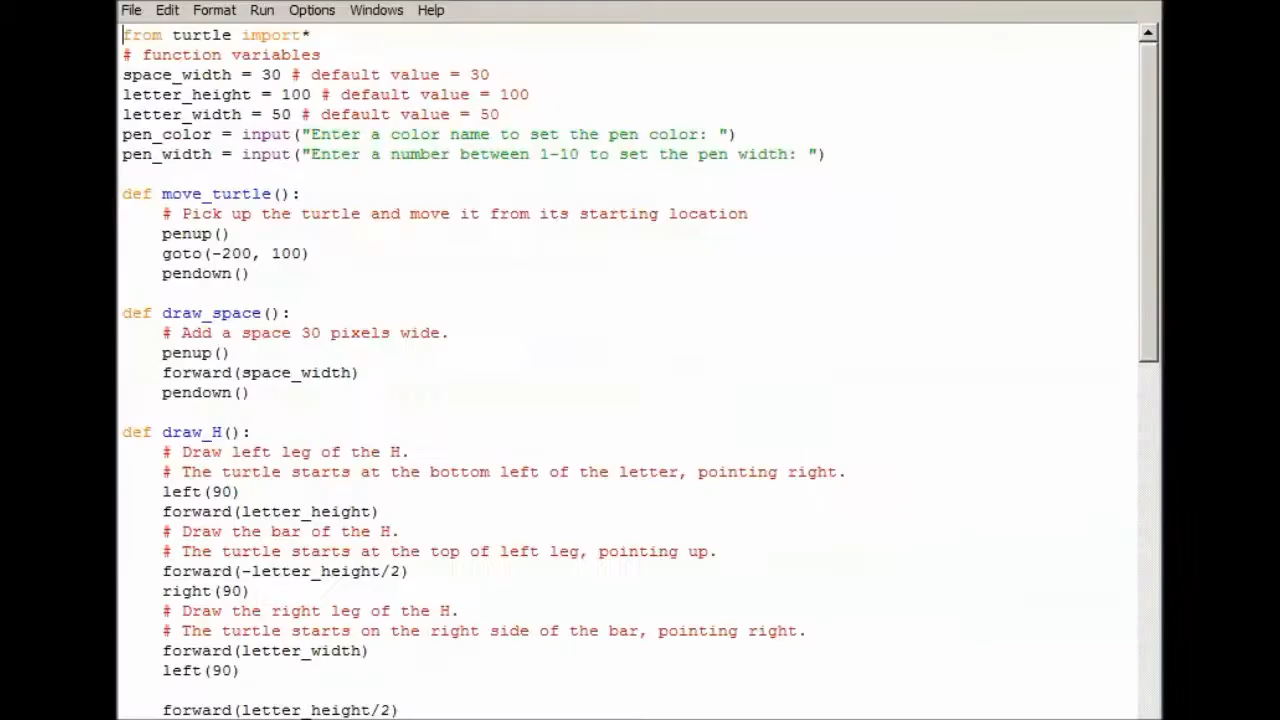 File Edit Format Run Options Windows Help
from turtle import*
# function variables
space_width = 30 # default value = 30
letter_height = 100 # default value = 100
letter_width = 50 # default value = 50
pen_color = input("Enter a color name to set the pen color: ")
pen_width = input("Enter a number between 1-10 to set the pen width: ")
def move_turtle():
# Pick up the turtle and move it from its starting location
penup()
goto(-200, 100)
pendown()
def draw_space():
# Add a space 30 pixels wide.
penup()
forward(space_width)
pendown()
def draw_H():
# Draw left leg of the H.
# The turtle starts at the bottom left of the letter, pointing right.
left(90)
forward(letter_height)
# Draw the bar of the H.
# The turtle starts at the top of left leg, pointing up.
forward(-letter_height/2)
right(90)
# Draw the right leg of the H.
# The turtle starts on the right side of the bar, pointing right.
forward(letter_width)
left(90)
forward(letter_height/2)